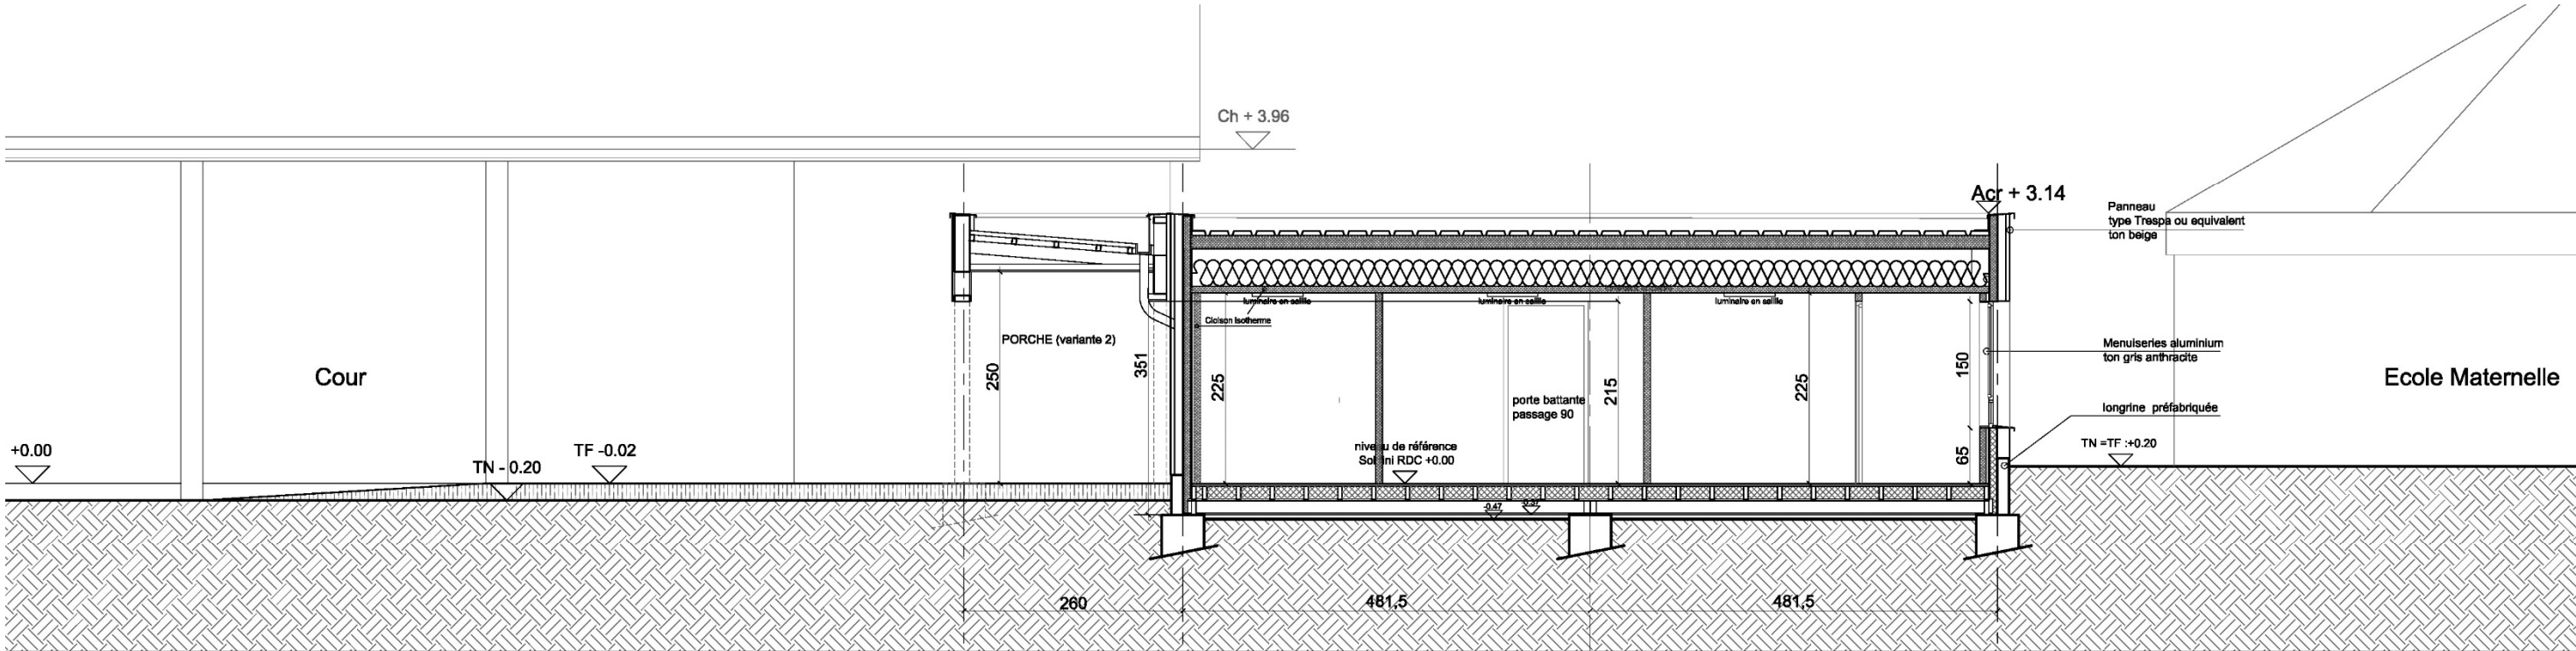 Ch + 3.96
Acr + 3.14
Panneau
type Trespa ou equivalent
ton beige
luminaire en saillie
luminaire en saillie
luminaire en saillie
Cloison Isotherme
PORCHE (variante 2)
Menuiseries aluminium
ton gris anthracite
Cour
250
351
225
porte battante
passage 90
215
225
150
Ecole Maternelle
longrine préfabriquée
+0.00
TN - 0.20
TF -0.02
niveau de référence
Sol fini RDC +0.00
65
TN =TF :+0.20
-0.47
-0.37
260
481,5
481,5